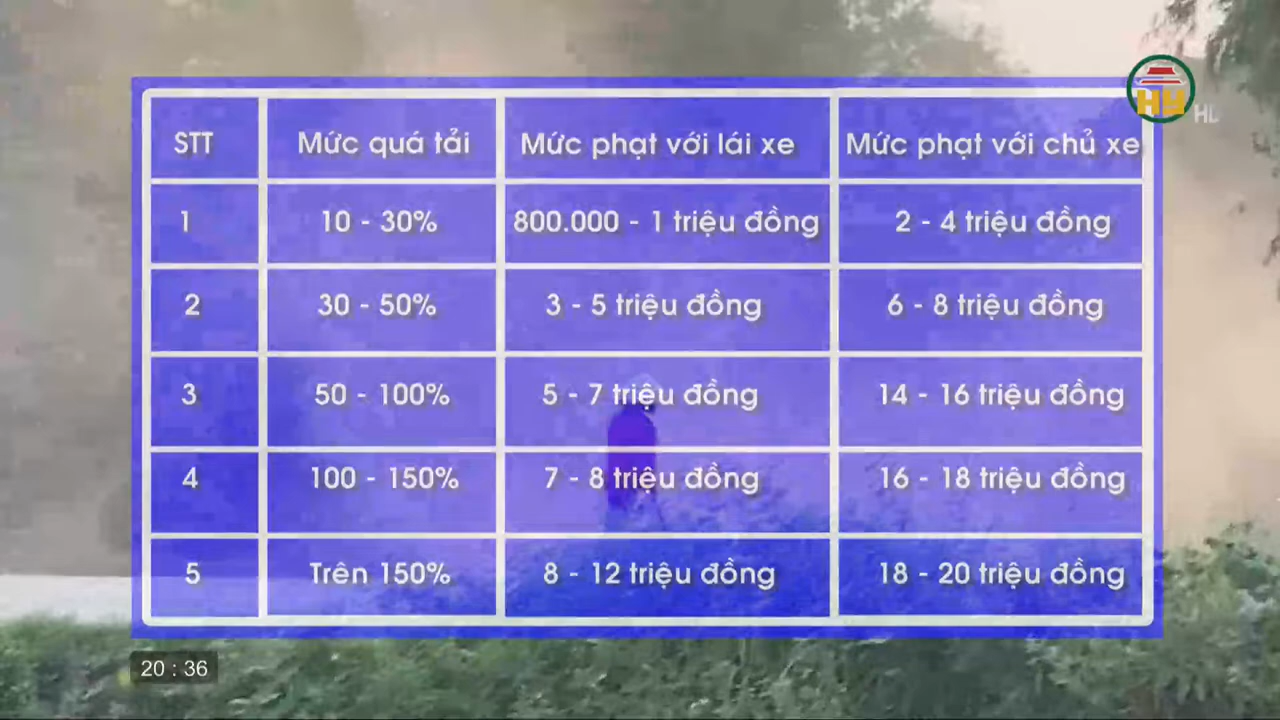 HY HD
STT Mức quá tải Mức phạt với lái xe Mức phạt với chủ xe
1 10 - 30% 800.000 - 1 triệu đồng 2 - 4 triệu đồng
2 30 - 50% 3 - 5 triệu đồng 6 - 8 triệu đồng
3 50 - 100% 5 - 7 triệu đồng 14 - 16 triệu đồng
4 100 - 150% 7 - 8 triệu đồng 16 - 18 triệu đồng
5 Trên 150% 8 - 12 triệu đồng 18 - 20 triệu đồng
20 : 36